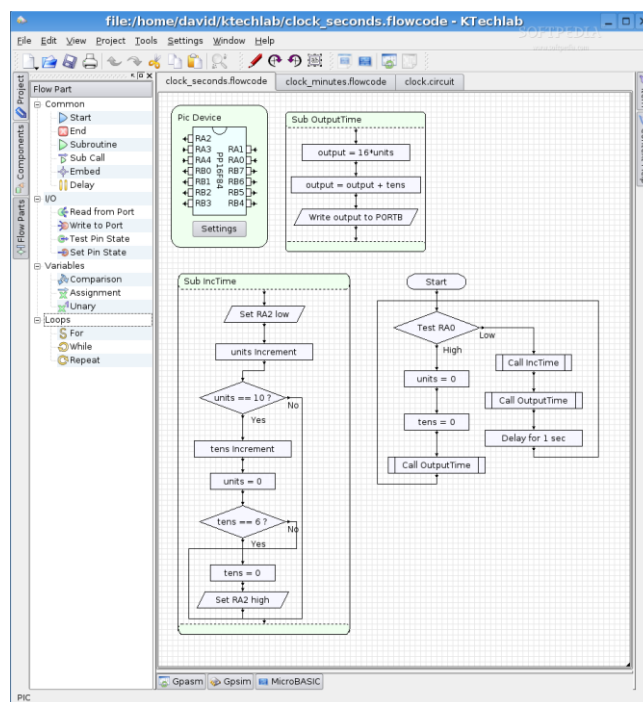 file:/home/david/ktechlab/clock_seconds.flowcode - KTechlab
SOFTPEDIA
File Edit View Project Tools Settings Window Help
clock_seconds.flowcode
clock_minutes.flowcode
clock.circuit
Project
Components
Flow Parts
Flow Part
Common
Start
End
Subroutine
Sub Call
Embed
Delay
I/O
Read from Port
Write to Port
Test Pin State
Set Pin State
Variables
Comparison
Assignment
Unary
Loops
For
While
Repeat
Pic Device
PP16F84
RA2
RA3
RA4
RB0
RB1
RB2
RB3
RA1
RA0
RB7
RB6
RB5
RB4
Settings
Sub OutputTime
output = 16*units
output = output + tens
Write output to PORTB
Sub IncTime
Set RA2 low
units Increment
units == 10 ?
No
Yes
tens Increment
units = 0
tens == 6 ?
No
Yes
tens = 0
Set RA2 high
Start
Test RA0
Low
High
Call IncTime
units = 0
Call OutputTime
tens = 0
Delay for 1 sec
Call OutputTime
Gpasm
Gpsim
MicroBASIC
PIC